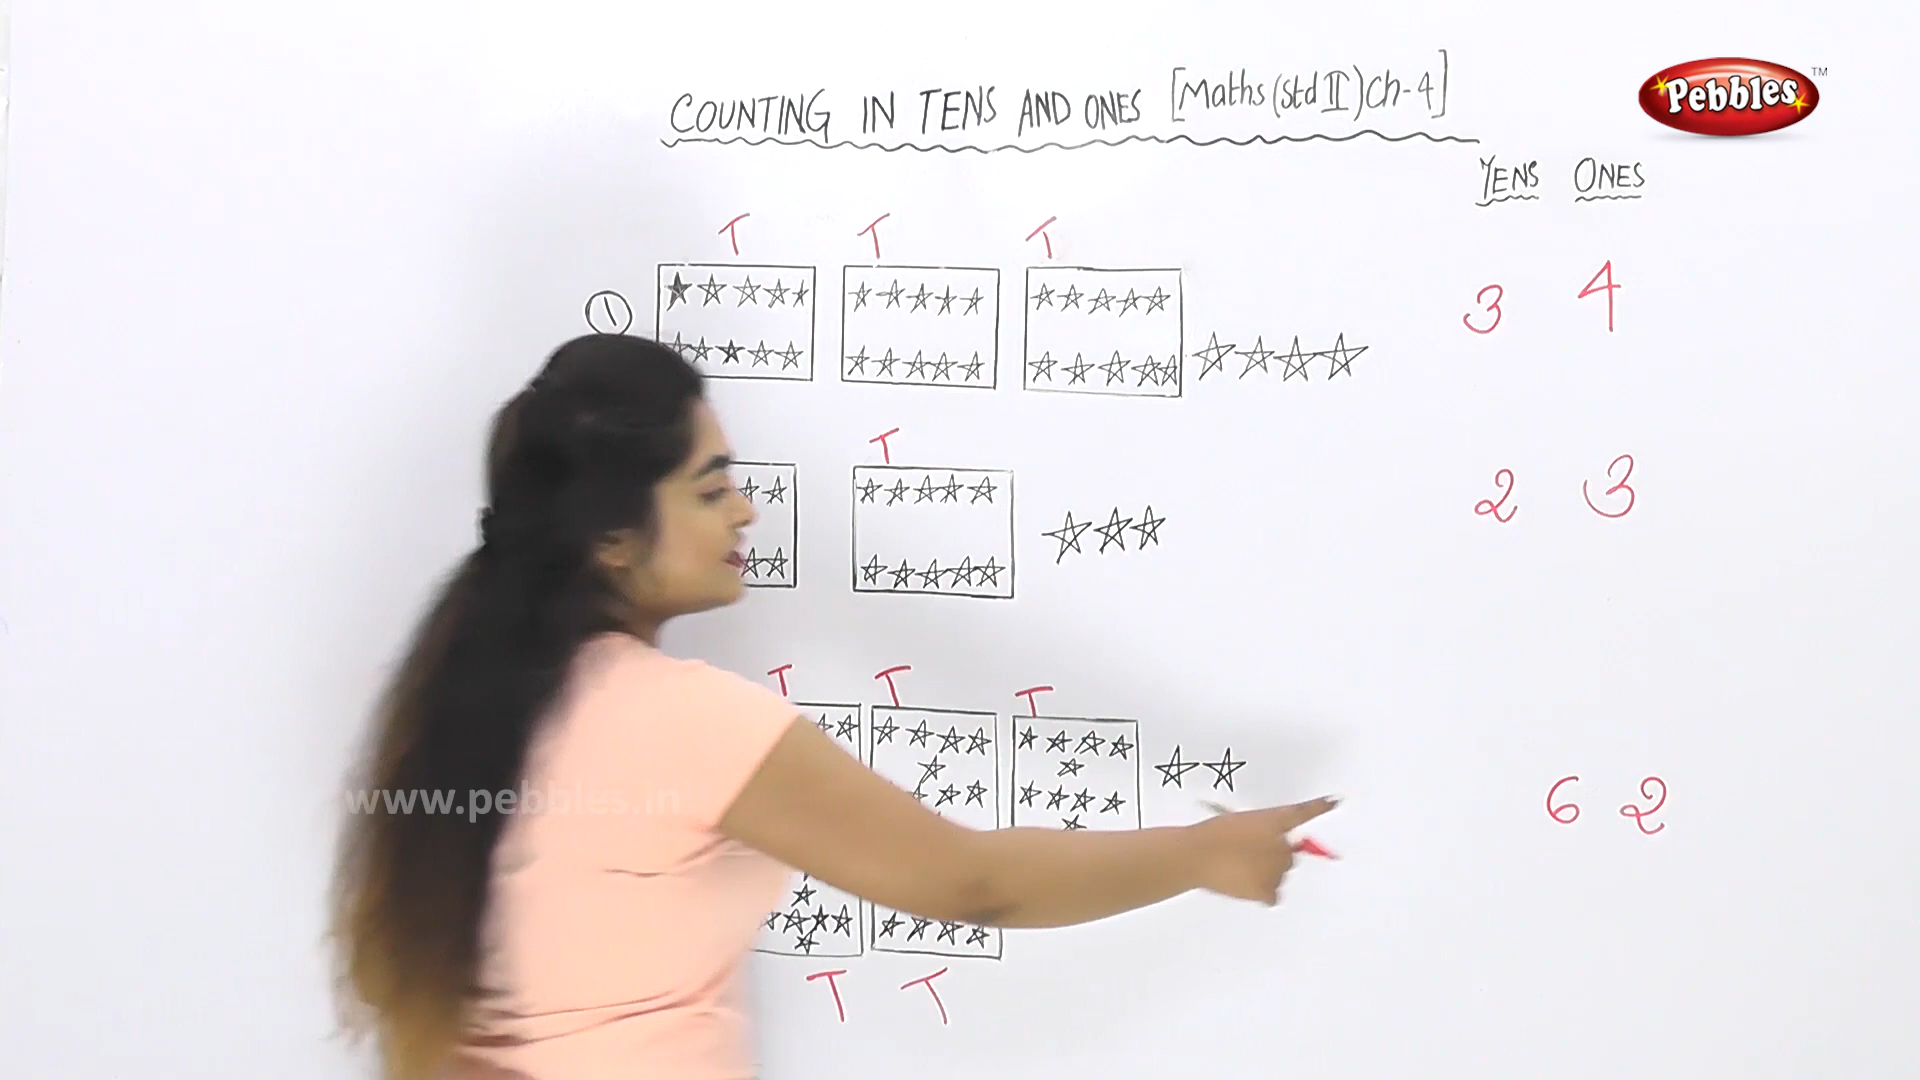 COUNTING IN TENS AND ONES [Maths (Std II) Ch-4]
Pebbles TM
TENS ONES
T T T
1
3 4
T
2 3
T T T
www.pebbles.in
6 2
T T